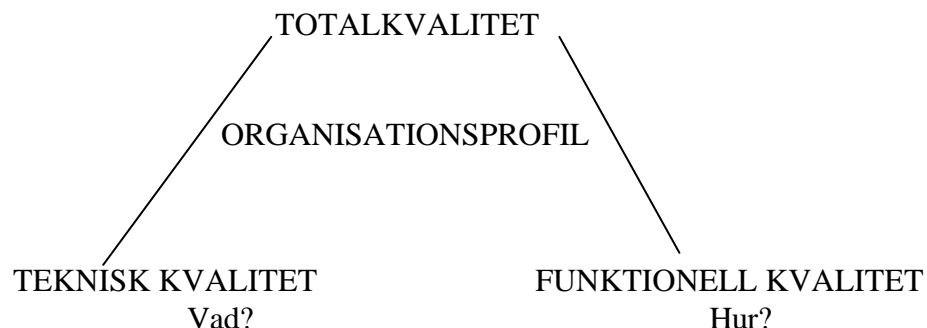 TOTALKVALITET
ORGANISATIONSPROFIL
TEKNISK KVALITET FUNKTIONELL KVALITET
Vad? Hur?